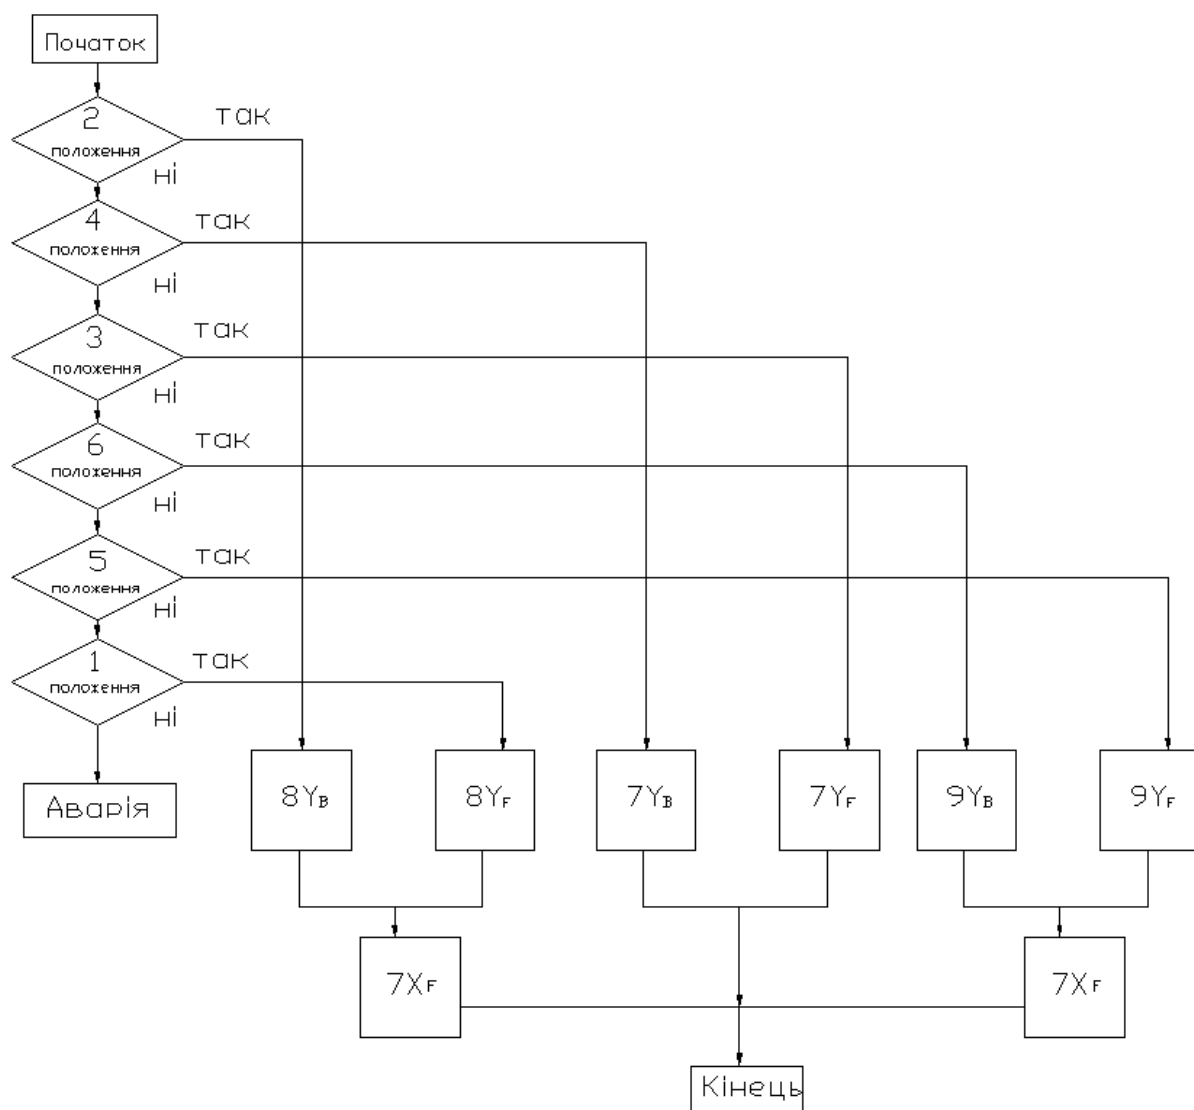 Початок
2
положення
так
ні
4
положення
так
ні
3
положення
так
ні
6
положення
так
ні
5
положення
так
ні
1
положення
так
ні
Аварія
8YB
8YF
7YB
7YF
9YB
9YF
7XF
7XF
Кінець